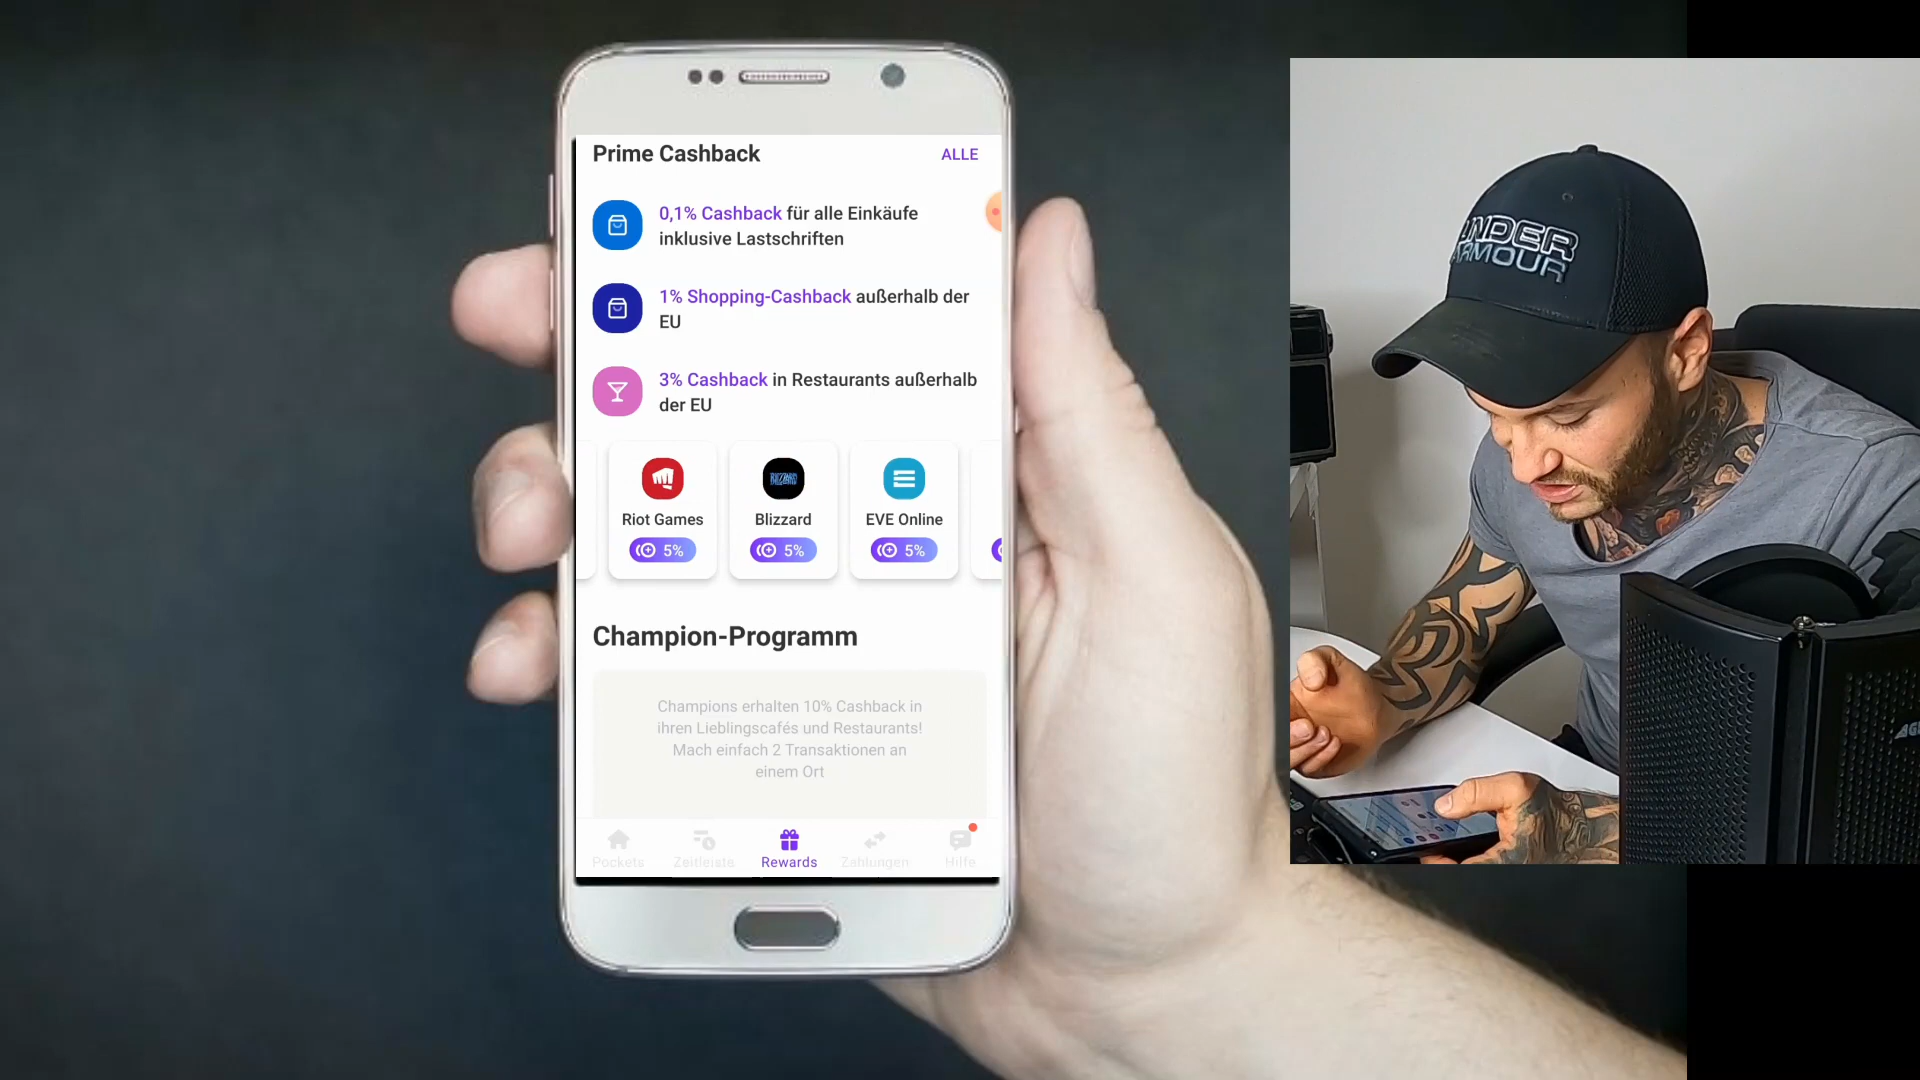 Prime Cashback
ALLE
0,1% Cashback für alle Einkäufe
inklusive Lastschriften
1% Shopping-Cashback außerhalb der
EU
3% Cashback in Restaurants außerhalb
der EU
Riot Games
Blizzard
EVE Online
5%
5%
5%
Champion-Programm
Champions erhalten 10% Cashback in
ihren Lieblingscafés und Restaurants!
Mach einfach 2 Transaktionen an
einem Ort
Pockets
Zeitleiste
Rewards
Zahlungen
Hilfe
UNDER
ARMOUR